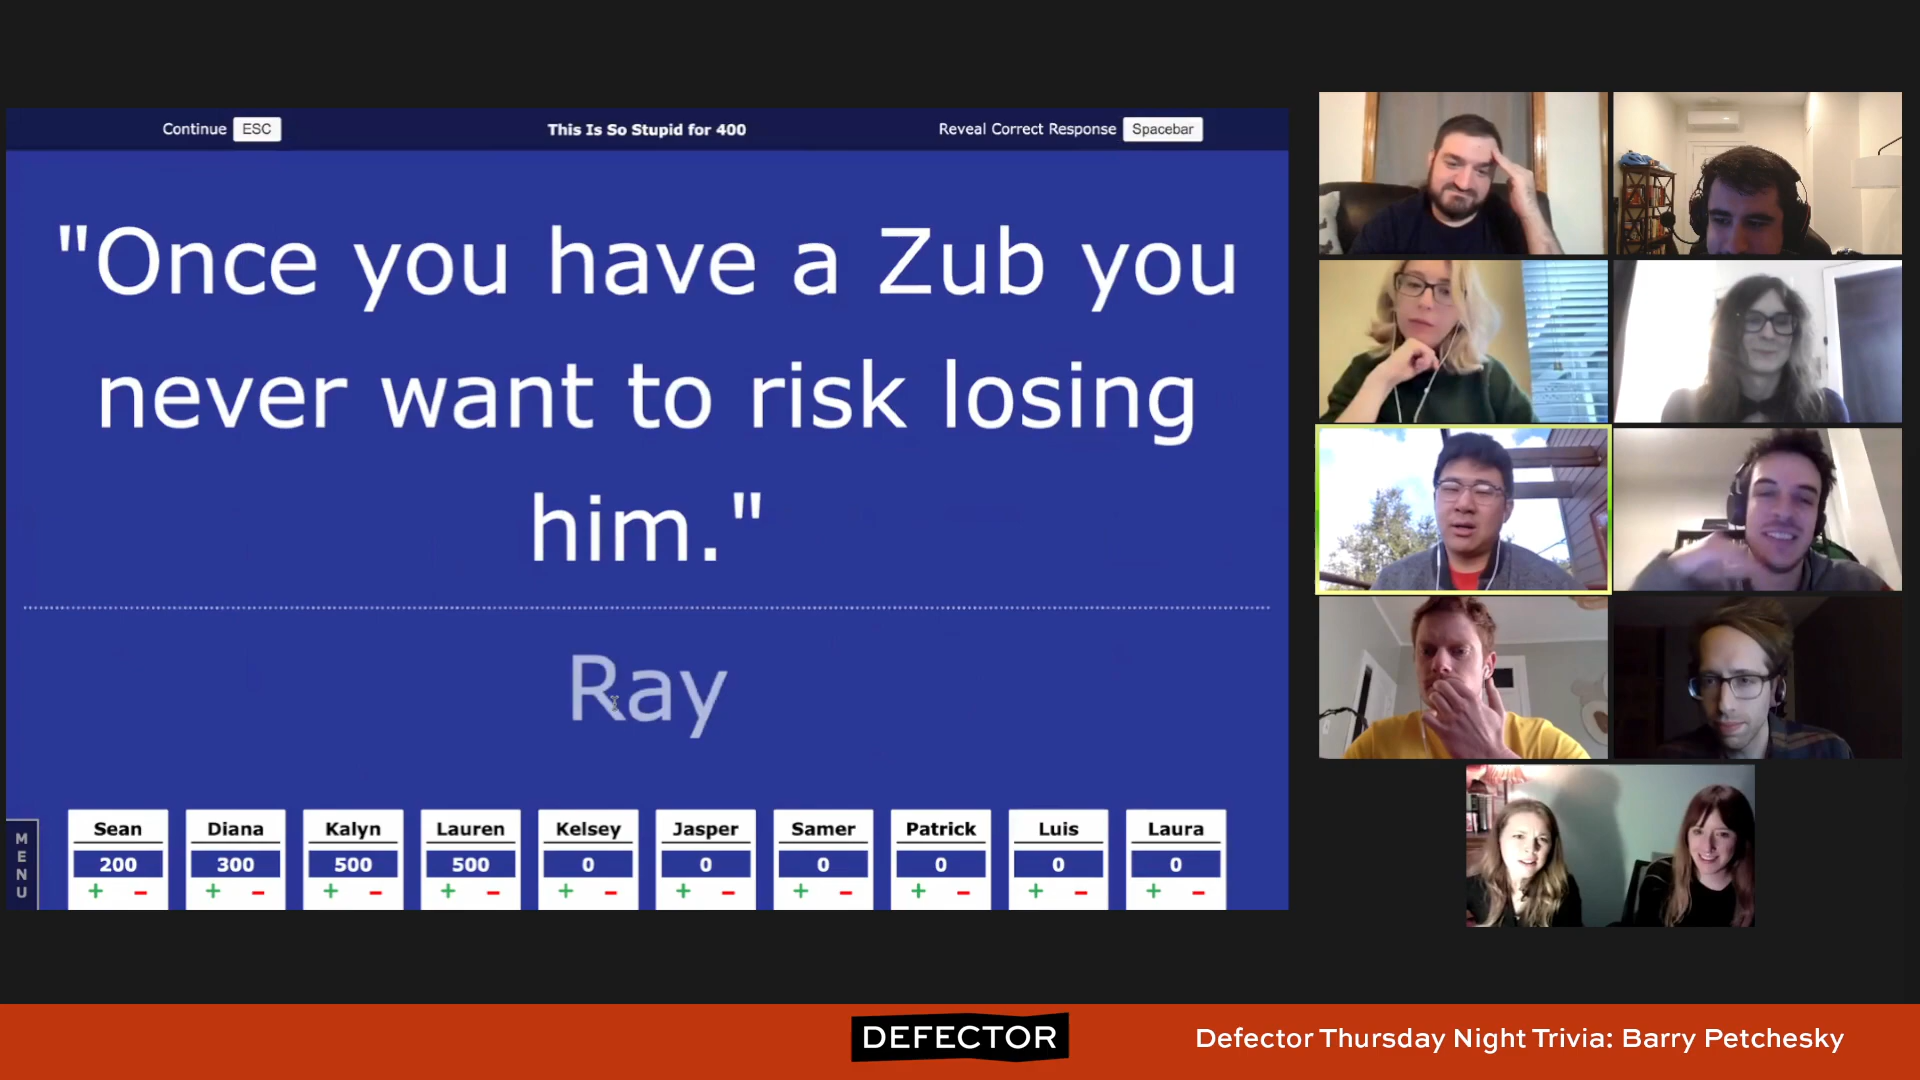 Continue ESC This Is So Stupid for 400 Reveal Correct Response Spacebar
"Once you have a Zub you
never want to risk losing
him."
Ray
MENU
Sean Diana Kalyn Lauren Kelsey Jasper Samer Patrick Luis Laura
200 300 500 500 0 0 0 0 0 0
+ - + - + - + - + - + - + - + - + - + -
DEFECTOR Defector Thursday Night Trivia: Barry Petchesky